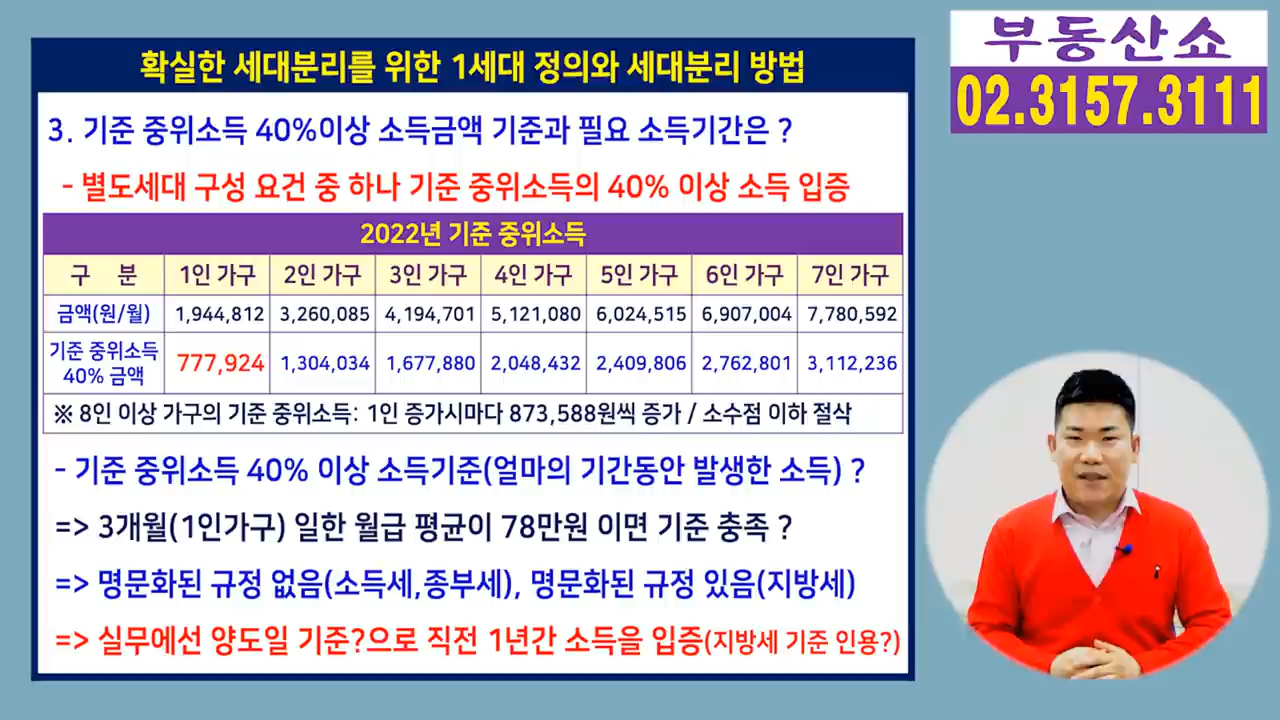 확실한 세대분리를 위한 1세대 정의와 세대분리 방법
부동산쇼
02.3157.3111
3. 기준 중위소득 40%이상 소득금액 기준과 필요 소득기간은 ?
- 별도세대 구성 요건 중 하나 기준 중위소득의 40% 이상 소득 입증
2022년 기준 중위소득
구 분 1인 가구 2인 가구 3인 가구 4인 가구 5인 가구 6인 가구 7인 가구
금액(원/월) 1,944,812 3,260,085 4,194,701 5,121,080 6,024,515 6,907,004 7,780,592
기준 중위소득
40% 금액 777,924 1,304,034 1,677,880 2,048,432 2,409,806 2,762,801 3,112,236
※ 8인 이상 가구의 기준 중위소득: 1인 증가시마다 873,588원씩 증가 / 소수점 이하 절삭
- 기준 중위소득 40% 이상 소득기준(얼마의 기간동안 발생한 소득) ?
=> 3개월(1인가구) 일한 월급 평균이 78만원 이면 기준 충족 ?
=> 명문화된 규정 없음(소득세,종부세), 명문화된 규정 있음(지방세)
=> 실무에선 양도일 기준?으로 직전 1년간 소득을 입증(지방세 기준 인용?)